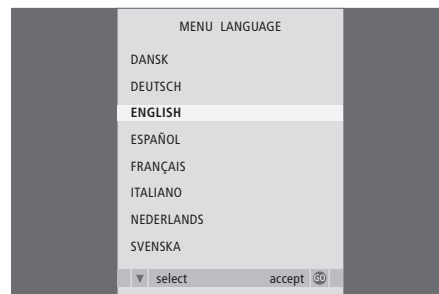 MENU LANGUAGE
DANSK
DEUTSCH
ENGLISH
ESPAÑOL
FRANÇAIS
ITALIANO
NEDERLANDS
SVENSKA
select accept GO